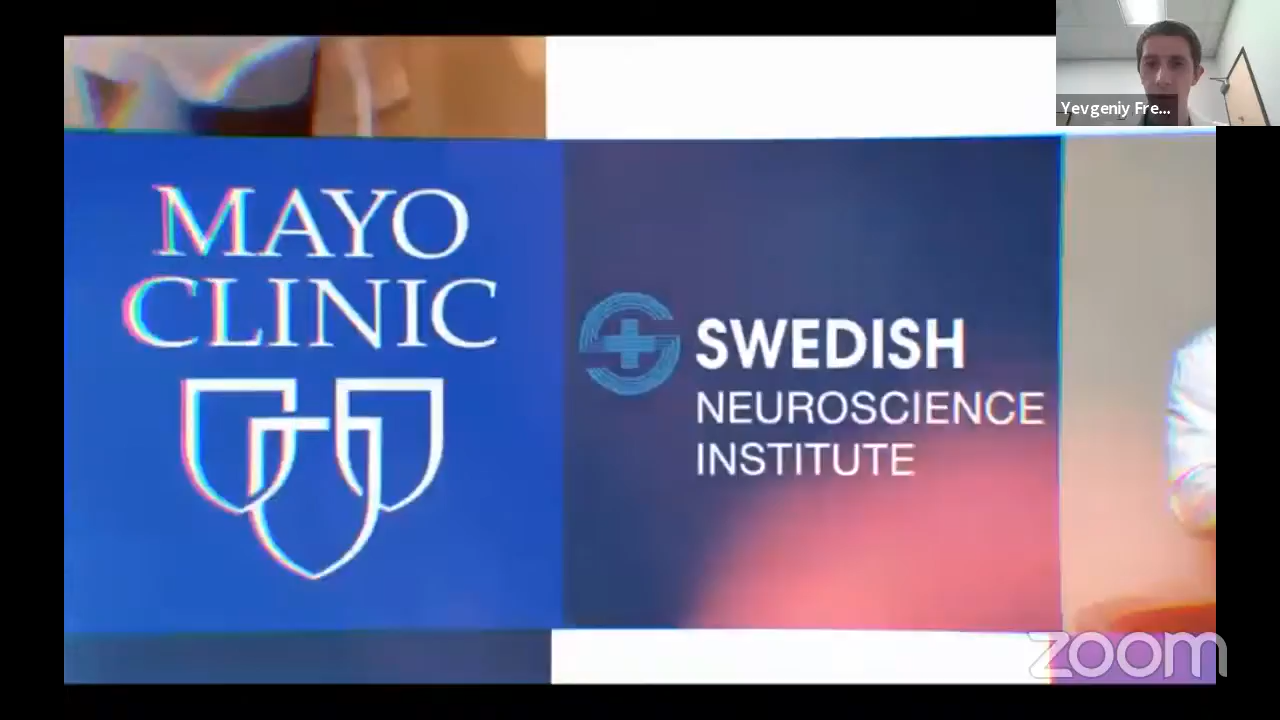 Yevgeniy Fre...
MAYO
CLINIC
SWEDISH
NEUROSCIENCE
INSTITUTE
zoom